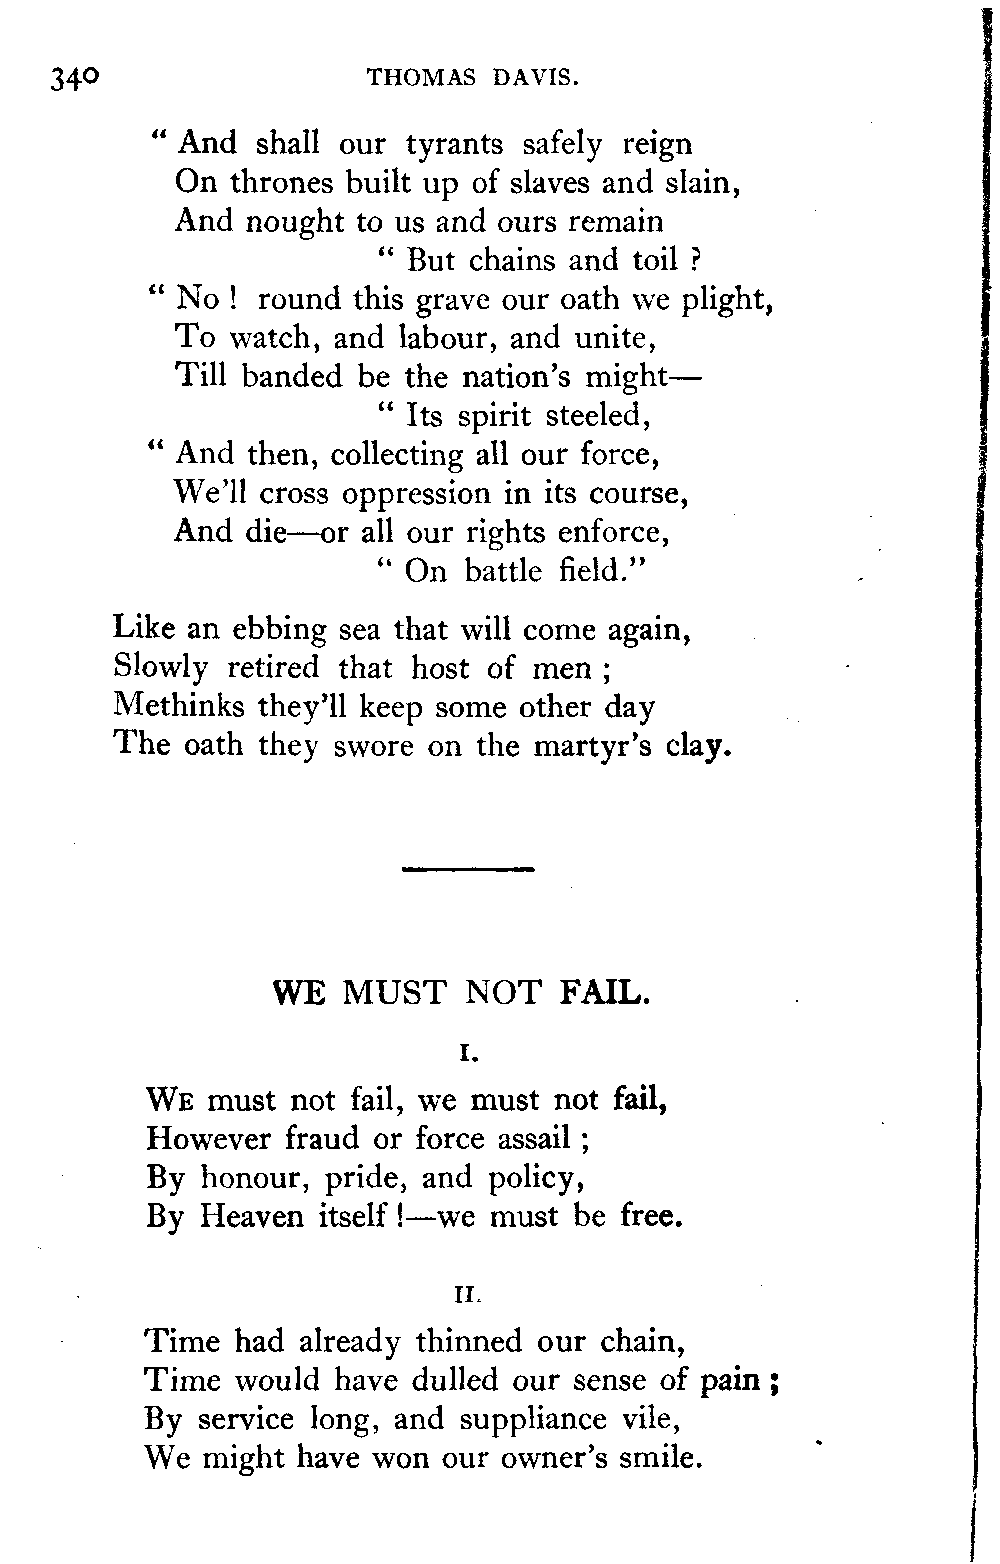 340 THOMAS DAVIS.
“ And shall our tyrants safely reign
On thrones built up of slaves and slain,
And nought to us and ours remain
“ But chains and toil ?
“ No ! round this grave our oath we plight,
To watch, and labour, and unite,
Till banded be the nation’s might—
“ Its spirit steeled,
“ And then, collecting all our force,
We’ll cross oppression in its course,
And die—or all our rights enforce,
“ On battle field.”
Like an ebbing sea that will come again,
Slowly retired that host of men ;
Methinks they’ll keep some other day
The oath they swore on the martyr’s clay.
WE MUST NOT FAIL.
I.
WE must not fail, we must not fail,
However fraud or force assail ;
By honour, pride, and policy,
By Heaven itself !—we must be free.
II.
Time had already thinned our chain,
Time would have dulled our sense of pain ;
By service long, and suppliance vile,
We might have won our owner’s smile.